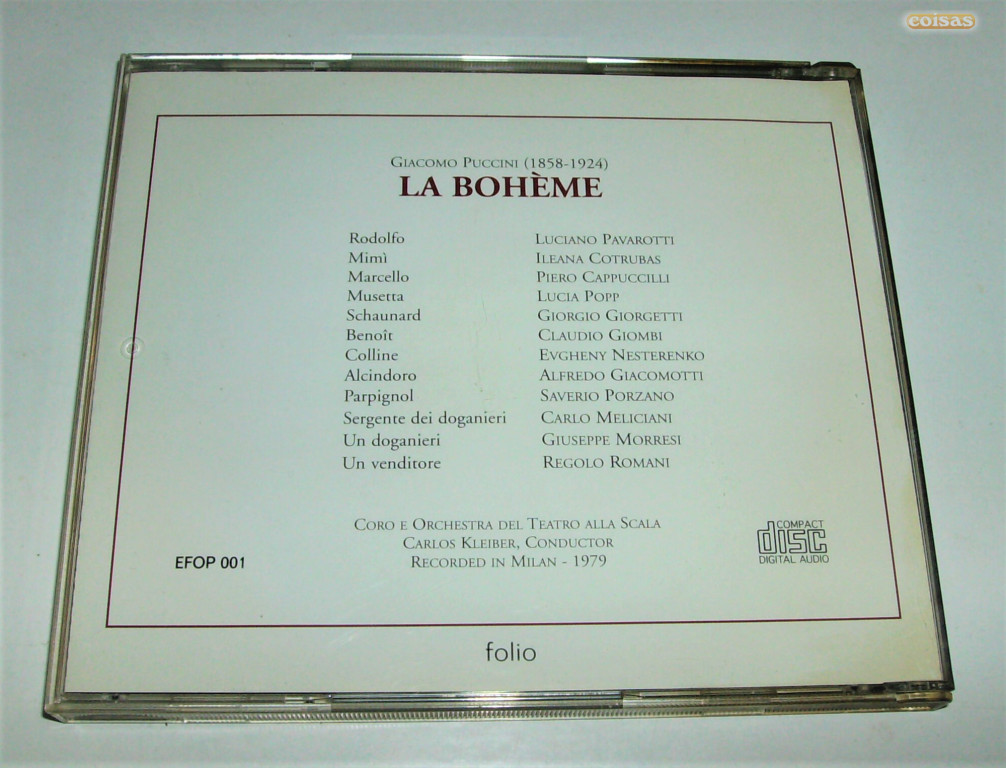 coisas
GIACOMO PUCCINI (1858-1924)
LA BOHÈME
Rodolfo LUCIANO PAVAROTTI
Mimì ILEANA COTRUBAS
Marcello PIERO CAPPUCCILLI
Musetta LUCIA POPP
Schaunard GIORGIO GIORGETTI
Benoît CLAUDIO GIOMBI
Colline EVGHENY NESTERENKO
Alcindoro ALFREDO GIACOMOTTI
Parpignol SAVERIO PORZANO
Sergente dei doganieri CARLO MELICIANI
Un doganieri GIUSEPPE MORRESI
Un venditore REGOLO ROMANI
CORO E ORCHESTRA DEL TEATRO ALLA SCALA
CARLOS KLEIBER, CONDUCTOR
RECORDED IN MILAN - 1979
EFOP 001
COMPACT
disc
DIGITAL AUDIO
folio